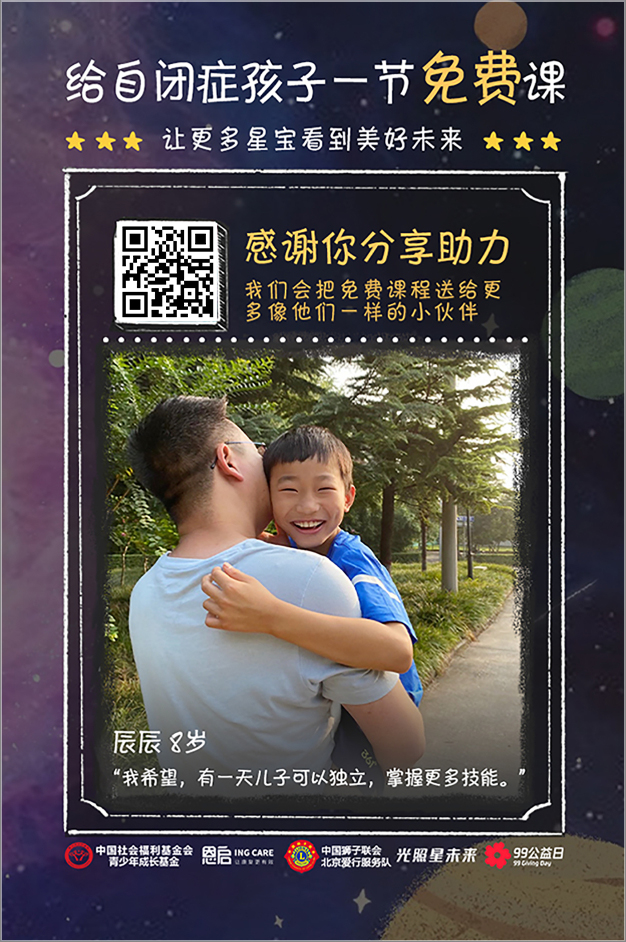 给自闭症孩子一节免费课
让更多星宝看到美好未来
感谢你分享助力
我们会把免费课程送给更
多像他们一样的小伙伴
辰辰 8岁
“我希望，有一天儿子可以独立，掌握更多技能。”
中国社会福利基金会
青少年成长基金
恩启 ING CARE
让康复更有效
中国狮子联会
北京爱行服务队
光照星未来
99公益日
99 Giving Day